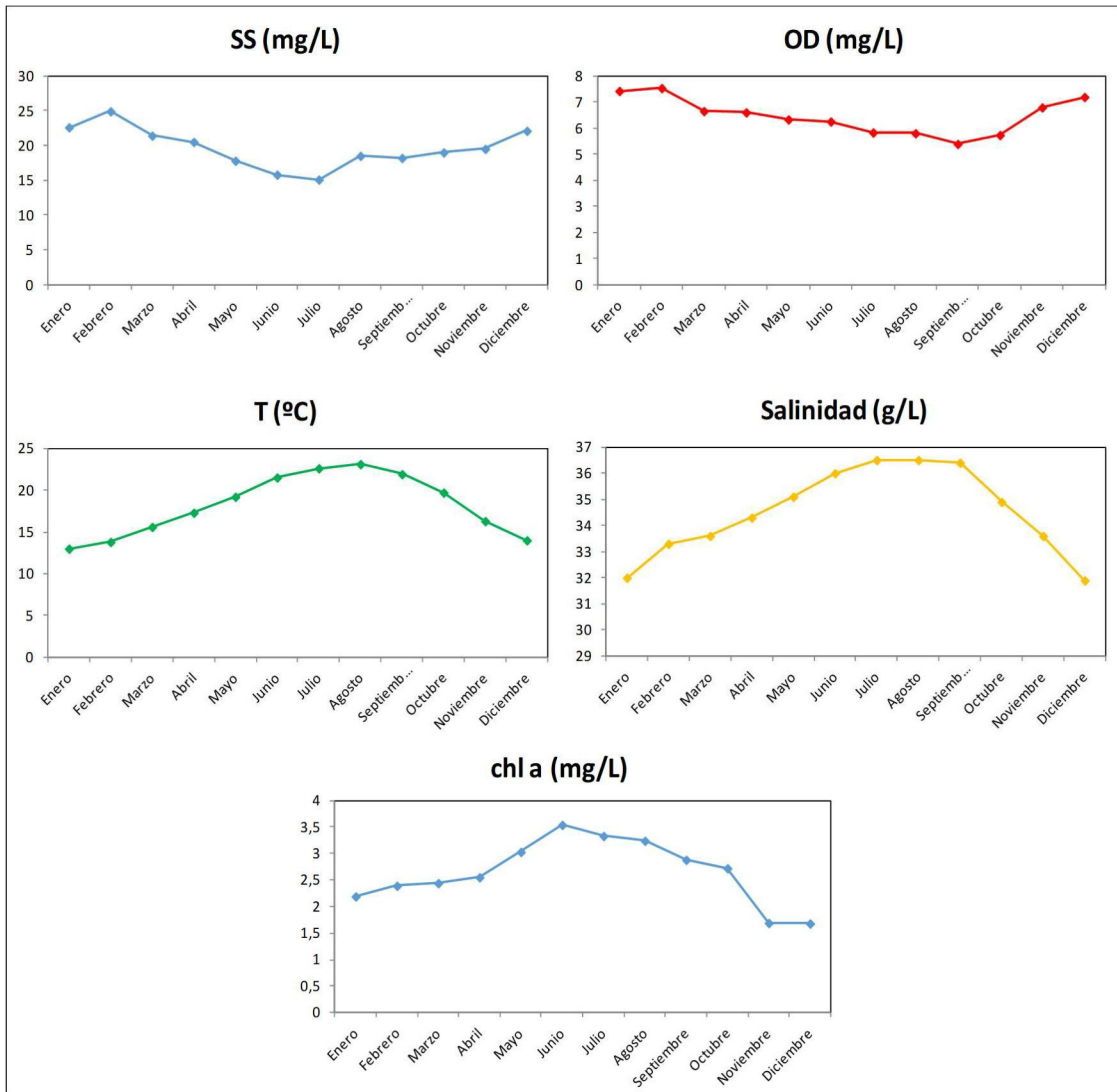 SS (mg/L)
30
25
20
15
10
5
0
Enero
Febrero
Marzo
Abril
Mayo
Junio
Julio
Agosto
Septiemb...
Octubre
Noviembre
Diciembre
OD (mg/L)
8
7
6
5
4
3
2
1
0
Enero
Febrero
Marzo
Abril
Mayo
Junio
Julio
Agosto
Septiemb...
Octubre
Noviembre
Diciembre
T (ºC)
25
20
15
10
5
0
Enero
Febrero
Marzo
Abril
Mayo
Junio
Julio
Agosto
Septiemb...
Octubre
Noviembre
Diciembre
Salinidad (g/L)
37
36
35
34
33
32
31
30
29
Enero
Febrero
Marzo
Abril
Mayo
Junio
Julio
Agosto
Septiemb...
Octubre
Noviembre
Diciembre
chl a (mg/L)
4
3,5
3
2,5
2
1,5
1
0,5
0
Enero
Febrero
Marzo
Abril
Mayo
Junio
Julio
Agosto
Septiembre
Octubre
Noviembre
Diciembre